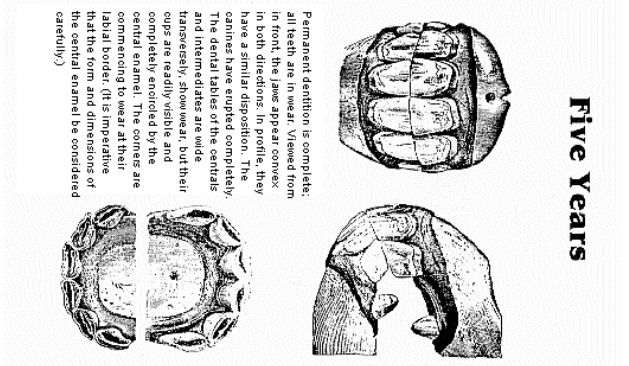 Five Years
Permanent dentition is complete;
all teeth are in wear. Viewed from
in front, the jaws appear convex
in both directions. In profile, they
have a similar disposition. The
canines have erupted completely.
The dental tables of the centrals
and intermediates are wide
transversely, show wear, but their
cups are readily visible and
completely encircled by the
central enamel. The corners are
commencing to wear at their
labial border. (It is imperative
that the form and dimensions of
the central enamel be considered
carefully.)